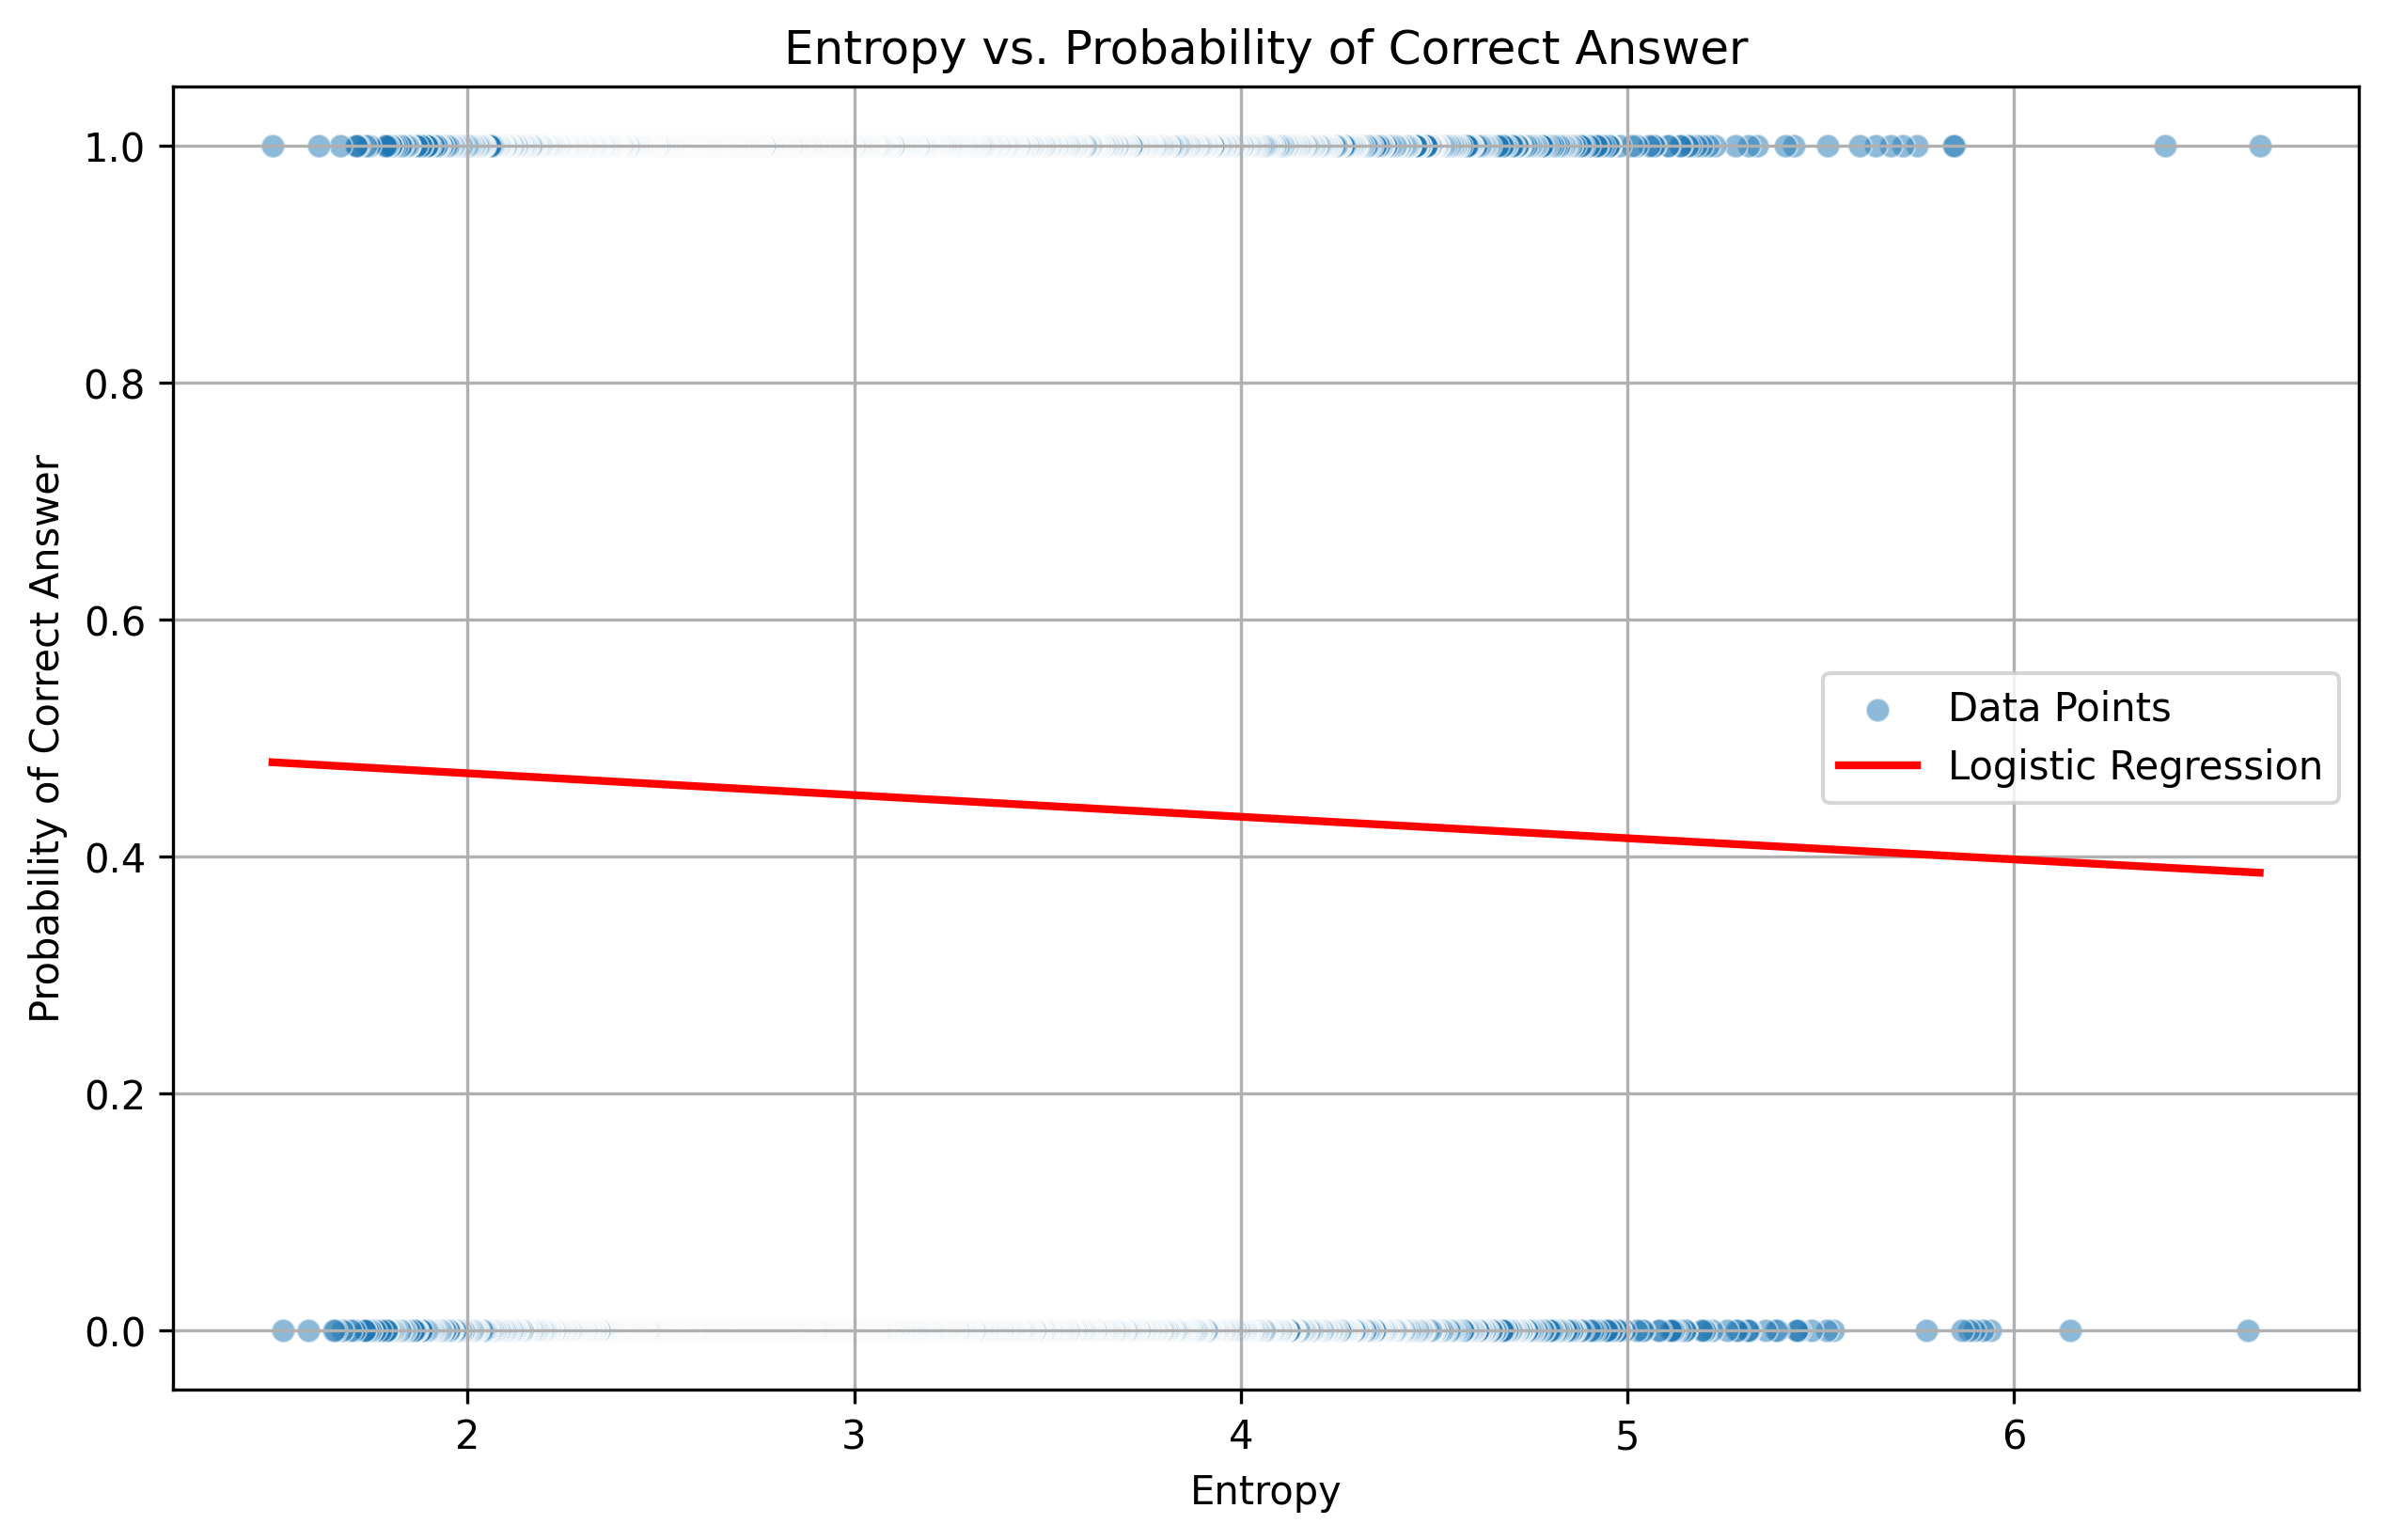 Entropy vs. Probability of Correct Answer
Probability of Correct Answer
1.0
0.8
0.6
0.4
0.2
0.0
Data Points
Logistic Regression
2 3 4 5 6
Entropy